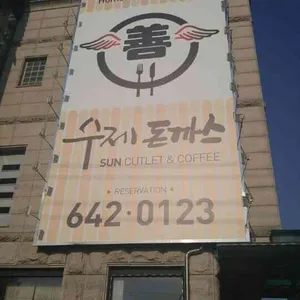 善
수제 돈까스
SUN CUTLET & COFFEE
RESERVATION
642·0123